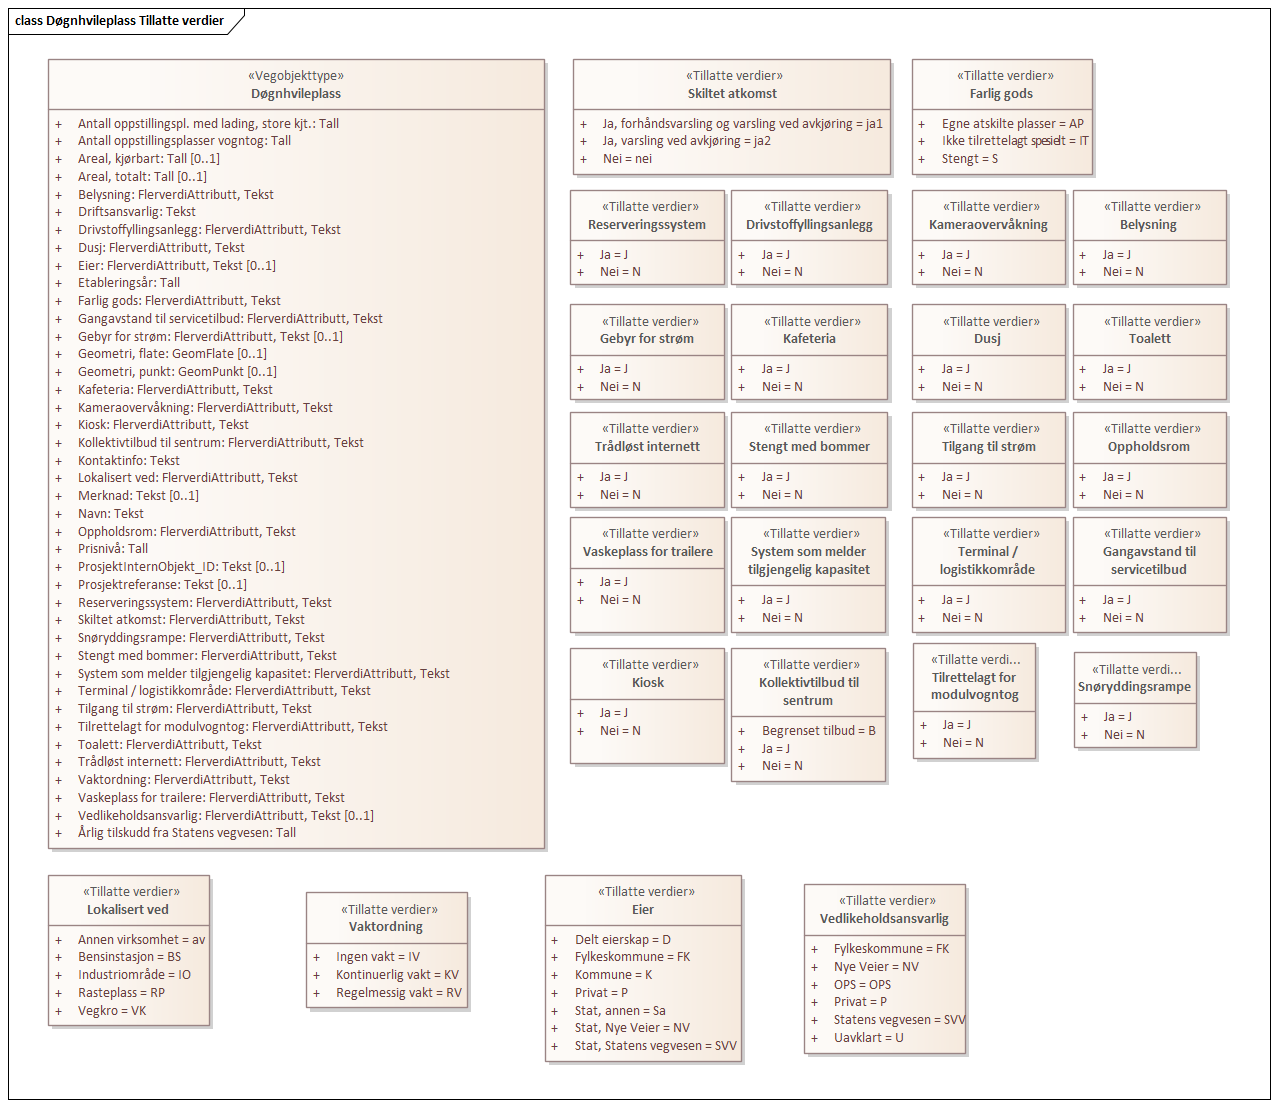 class Døgnhvileplass Tillatte verdier
«Vegobjekttype»
Døgnhvileplass
+ Antall oppstillingspl. med lading, store kjt.: Tall
+ Antall oppstillingsplasser vogntog: Tall
+ Areal, kjørbart: Tall [0..1]
+ Areal, totalt: Tall [0..1]
+ Belysning: FlerverdiAttributt, Tekst
+ Driftsansvarlig: Tekst
+ Drivstoffyllingsanlegg: FlerverdiAttributt, Tekst
+ Dusj: FlerverdiAttributt, Tekst
+ Eier: FlerverdiAttributt, Tekst [0..1]
+ Etableringsår: Tall
+ Farlig gods: FlerverdiAttributt, Tekst
+ Gangavstand til servicetilbud: FlerverdiAttributt, Tekst
+ Gebyr for strøm: FlerverdiAttributt, Tekst [0..1]
+ Geometri, flate: GeomFlate [0..1]
+ Geometri, punkt: GeomPunkt [0..1]
+ Kafeteria: FlerverdiAttributt, Tekst
+ Kameraovervåkning: FlerverdiAttributt, Tekst
+ Kiosk: FlerverdiAttributt, Tekst
+ Kollektivtilbud til sentrum: FlerverdiAttributt, Tekst
+ Kontaktinfo: Tekst
+ Lokalisert ved: FlerverdiAttributt, Tekst
+ Merknad: Tekst [0..1]
+ Navn: Tekst
+ Oppholdsrom: FlerverdiAttributt, Tekst
+ Prisnivå: Tall
+ ProsjektInternObjekt_ID: Tekst [0..1]
+ Prosjektreferanse: Tekst [0..1]
+ Reserveringssystem: FlerverdiAttributt, Tekst
+ Skiltet atkomst: FlerverdiAttributt, Tekst
+ Snøryddingsrampe: FlerverdiAttributt, Tekst
+ Stengt med bommer: FlerverdiAttributt, Tekst
+ System som melder tilgjengelig kapasitet: FlerverdiAttributt, Tekst
+ Terminal / logistikkområde: FlerverdiAttributt, Tekst
+ Tilgang til strøm: FlerverdiAttributt, Tekst
+ Tilrettelagt for modulvogntog: FlerverdiAttributt, Tekst
+ Toalett: FlerverdiAttributt, Tekst
+ Trådløst internett: FlerverdiAttributt, Tekst
+ Vaktordning: FlerverdiAttributt, Tekst
+ Vaskeplass for trailere: FlerverdiAttributt, Tekst
+ Vedlikeholdsansvarlig: FlerverdiAttributt, Tekst [0..1]
+ Årlig tilskudd fra Statens vegvesen: Tall
«Tillatte verdier»
Skiltet atkomst
+ Ja, forhåndsvarsling og varsling ved avkjøring = ja1
+ Ja, varsling ved avkjøring = ja2
+ Nei = nei
«Tillatte verdier»
Farlig gods
+ Egne atskilte plasser = AP
+ Ikke tilrettelagt spesielt = IT
+ Stengt = S
«Tillatte verdier»
Reserveringssystem
+ Ja = J
+ Nei = N
«Tillatte verdier»
Drivstoffyllingsanlegg
+ Ja = J
+ Nei = N
«Tillatte verdier»
Kameraovervåkning
+ Ja = J
+ Nei = N
«Tillatte verdier»
Belysning
+ Ja = J
+ Nei = N
«Tillatte verdier»
Gebyr for strøm
+ Ja = J
+ Nei = N
«Tillatte verdier»
Kafeteria
+ Ja = J
+ Nei = N
«Tillatte verdier»
Dusj
+ Ja = J
+ Nei = N
«Tillatte verdier»
Toalett
+ Ja = J
+ Nei = N
«Tillatte verdier»
Trådløst internett
+ Ja = J
+ Nei = N
«Tillatte verdier»
Stengt med bommer
+ Ja = J
+ Nei = N
«Tillatte verdier»
Tilgang til strøm
+ Ja = J
+ Nei = N
«Tillatte verdier»
Oppholdsrom
+ Ja = J
+ Nei = N
«Tillatte verdier»
Vaskeplass for trailere
+ Ja = J
+ Nei = N
«Tillatte verdier»
System som melder
tilgjengelig kapasitet
+ Ja = J
+ Nei = N
«Tillatte verdier»
Terminal /
logistikkområde
+ Ja = J
+ Nei = N
«Tillatte verdier»
Gangavstand til
servicetilbud
+ Ja = J
+ Nei = N
«Tillatte verdier»
Kiosk
+ Ja = J
+ Nei = N
«Tillatte verdier»
Kollektivtilbud til
sentrum
+ Begrenset tilbud = B
+ Ja = J
+ Nei = N
«Tillatte verdi...
Tilrettelagt for
modulvogntog
+ Ja = J
+ Nei = N
«Tillatte verdi...
Snøryddingsrampe
+ Ja = J
+ Nei = N
«Tillatte verdier»
Lokalisert ved
+ Annen virksomhet = av
+ Bensinstasjon = BS
+ Industriområde = IO
+ Rasteplass = RP
+ Vegkro = VK
«Tillatte verdier»
Vaktordning
+ Ingen vakt = IV
+ Kontinuerlig vakt = KV
+ Regelmessig vakt = RV
«Tillatte verdier»
Eier
+ Delt eierskap = D
+ Fylkeskommune = FK
+ Kommune = K
+ Privat = P
+ Stat, annen = Sa
+ Stat, Nye Veier = NV
+ Stat, Statens vegvesen = SVV
«Tillatte verdier»
Vedlikeholdsansvarlig
+ Fylkeskommune = FK
+ Nye Veier = NV
+ OPS = OPS
+ Privat = P
+ Statens vegvesen = SVV
+ Uavklart = U